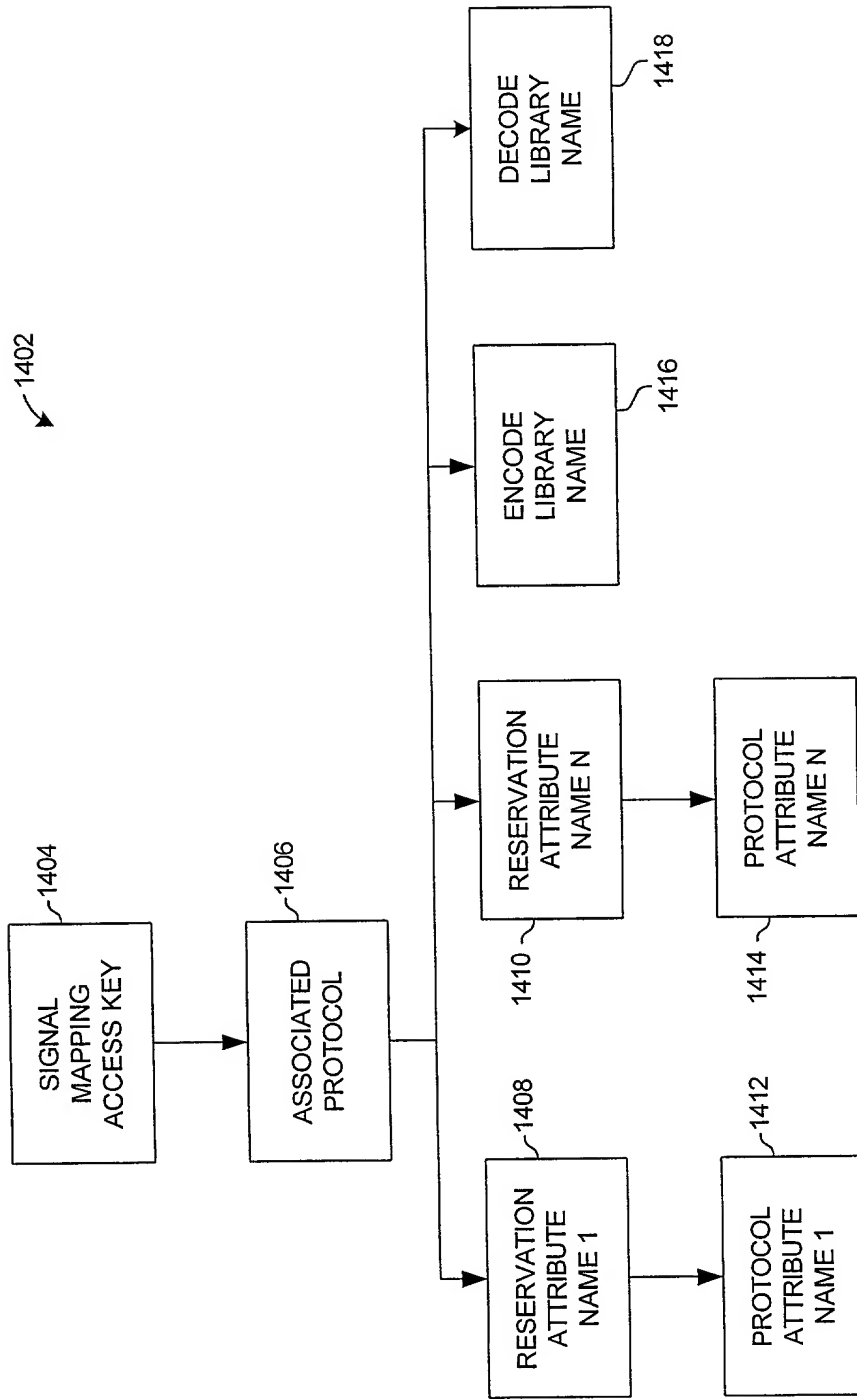 1402
SIGNAL
MAPPING
ACCESS KEY
1404
ASSOCIATED
PROTOCOL
1406
RESERVATION
ATTRIBUTE
NAME 1
1408
RESERVATION
ATTRIBUTE
NAME N
1410
ENCODE
LIBRARY
NAME
1416
DECODE
LIBRARY
NAME
1418
PROTOCOL
ATTRIBUTE
NAME 1
1412
PROTOCOL
ATTRIBUTE
NAME N
1414